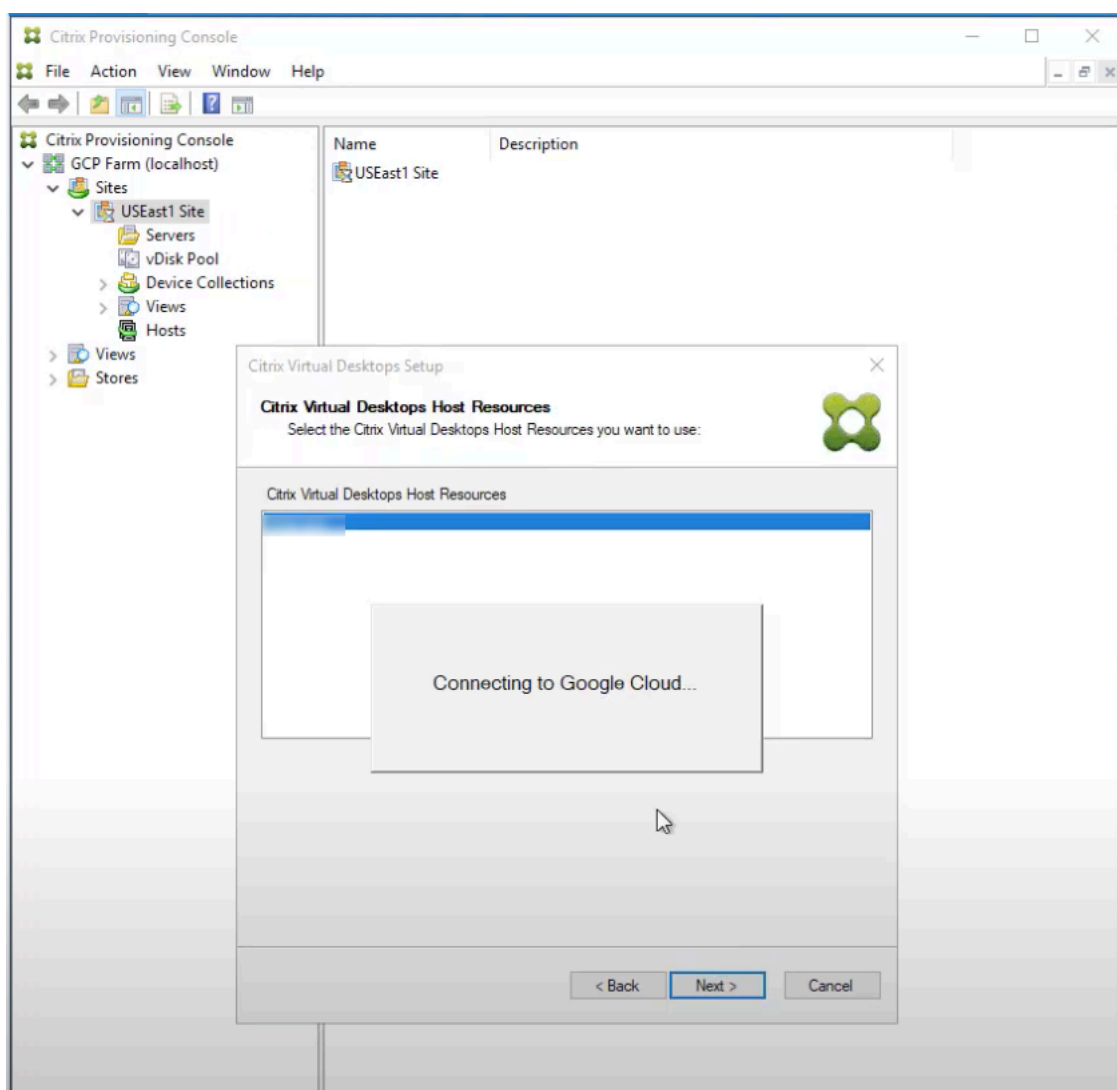 Citrix Provisioning Console
File Action View Window Help
Citrix Provisioning Console
GCP Farm (localhost)
Sites
USEast1 Site
Servers
vDisk Pool
Device Collections
Views
Hosts
Views
Stores
Name Description
USEast1 Site
Citrix Virtual Desktops Setup
Citrix Virtual Desktops Host Resources
Select the Citrix Virtual Desktops Host Resources you want to use:
Citrix Virtual Desktops Host Resources
Connecting to Google Cloud...
< Back Next > Cancel